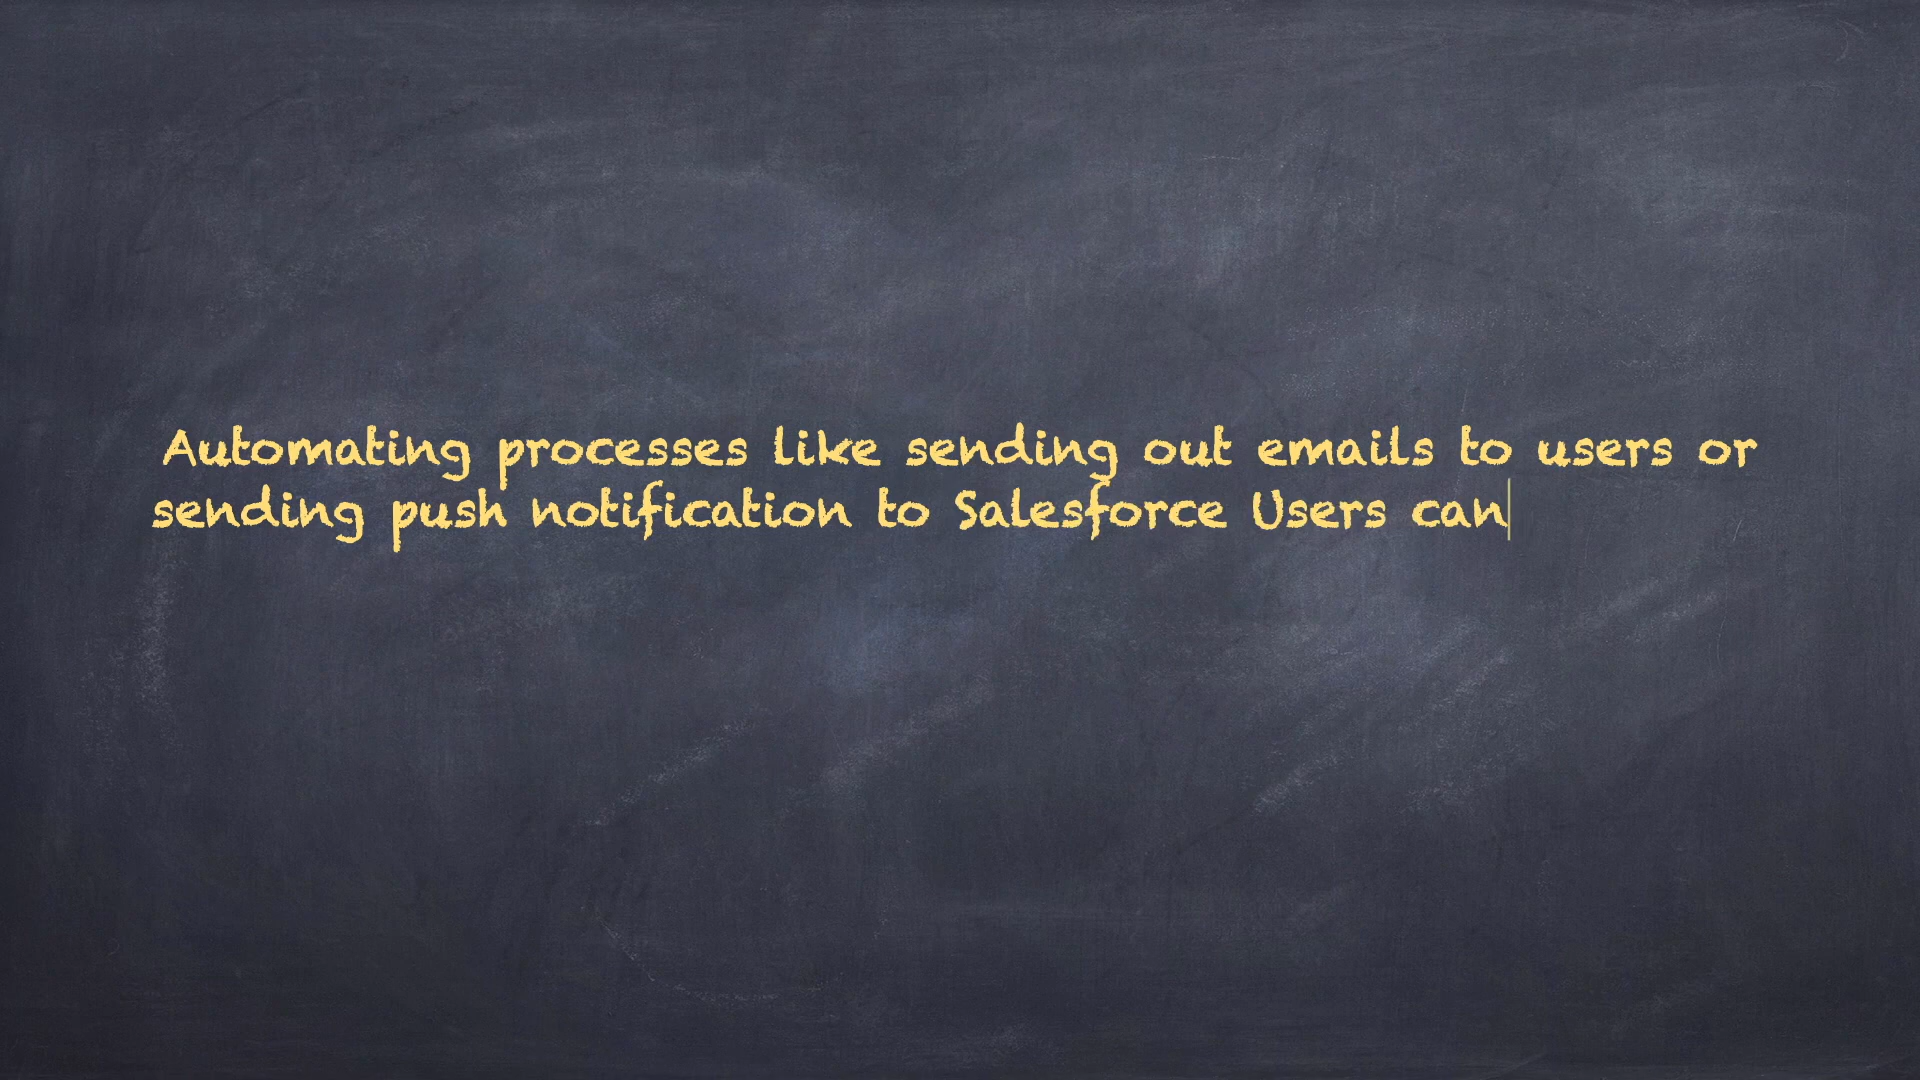 Automating processes like sending out emails to users or
sending push notification to Salesforce Users can